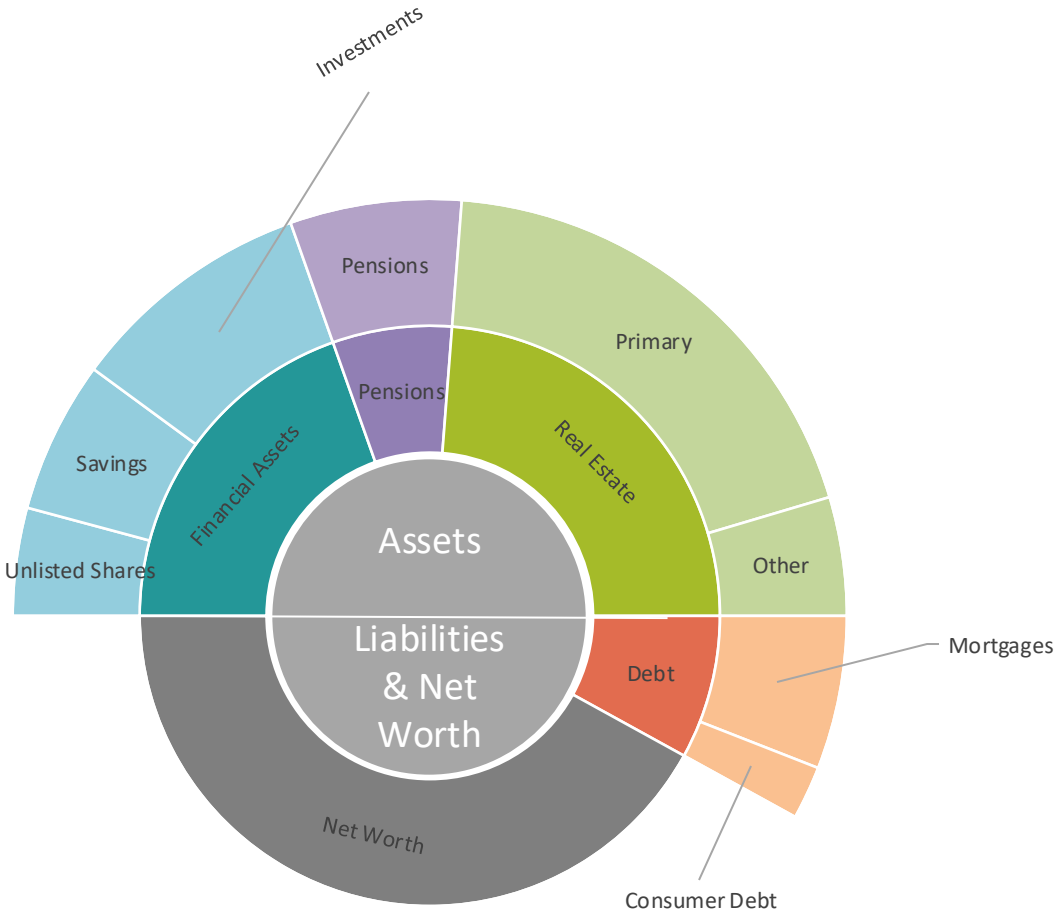 Investments
Pensions
Primary
Pensions
Real Estate
Financial Assets
Savings
Assets
Other
Unlisted Shares
Liabilities
& Net
Worth
Mortgages
Debt
Net Worth
Consumer Debt